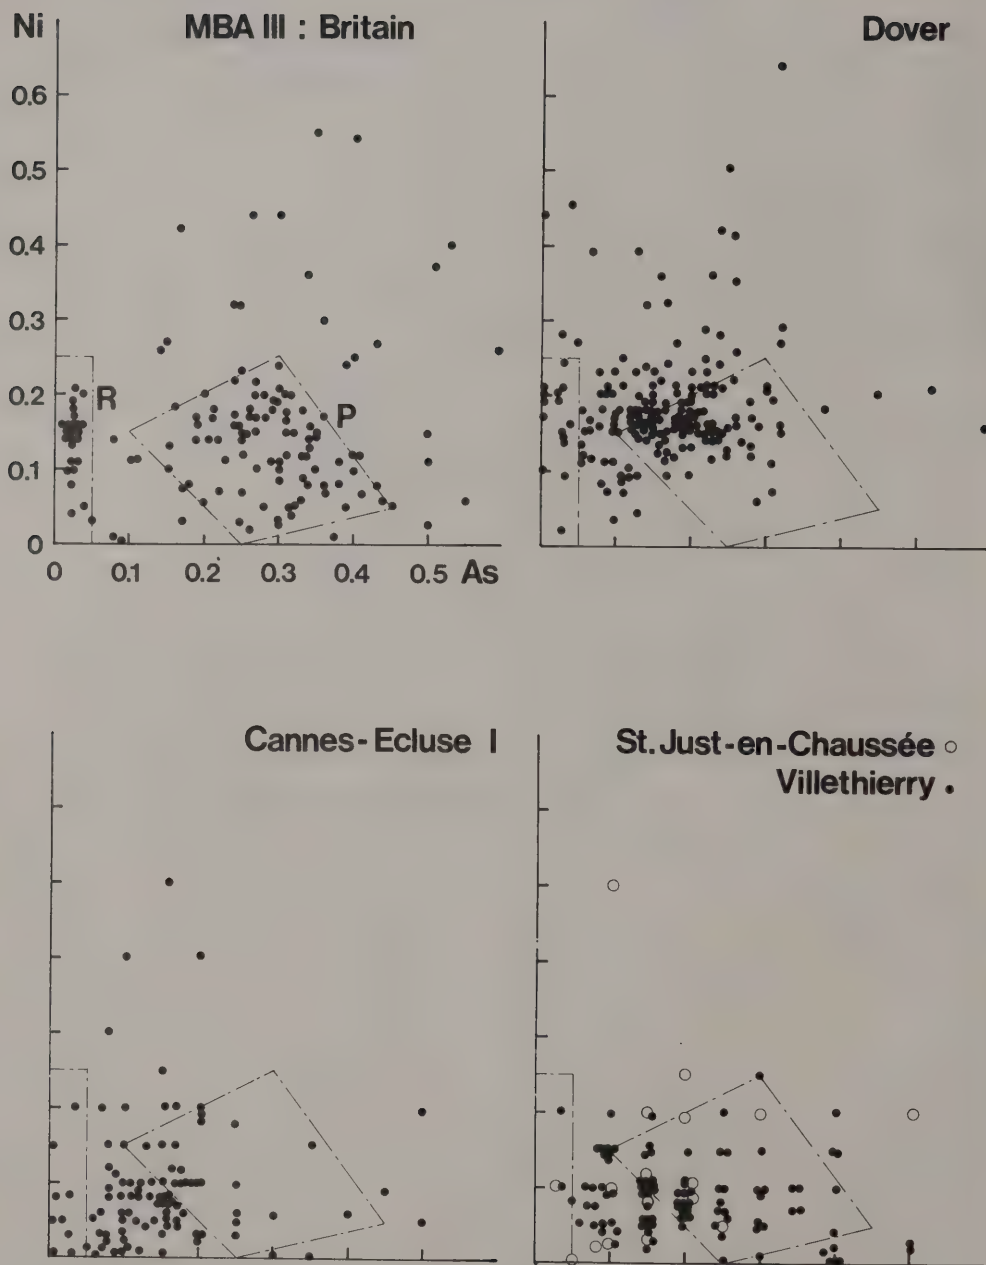 Ni MBA III : Britain
Dover
0.6
0.5
0.4
0.3
0.2
0.1
0
R
P
0 0.1 0.2 0.3 0.4 0.5 As
Cannes-Ecluse I
St. Just-en-Chaussée ○
Villethierry •